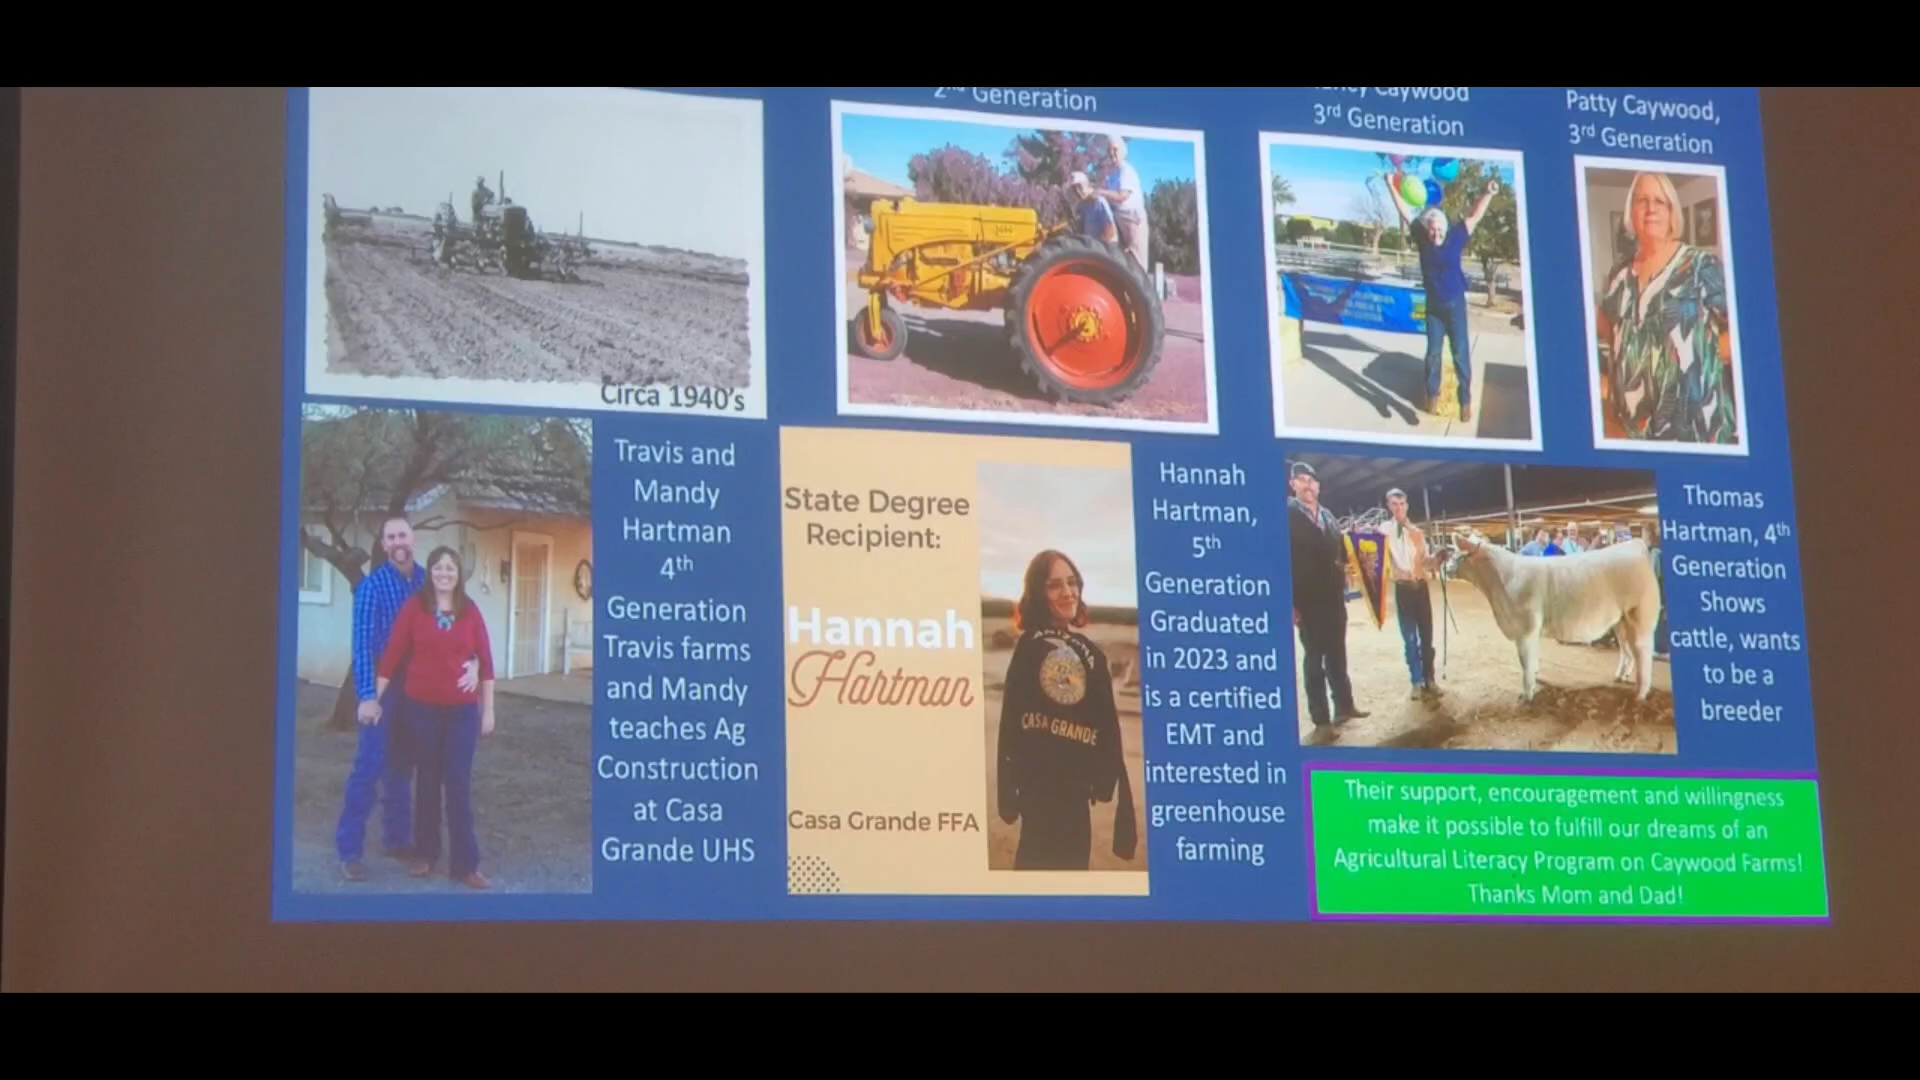 2nd Generation
Caywood
3rd Generation
Patty Caywood,
3rd Generation
Circa 1940's
Travis and
Mandy
Hartman
4th
Generation
Travis farms
and Mandy
teaches Ag
Construction
at Casa
Grande UHS
State Degree
Recipient:
Hannah
Hartman
Casa Grande FFA
ARIZONA
CASA GRANDE
Hannah
Hartman,
5th
Generation
Graduated
in 2023 and
is a certified
EMT and
interested in
greenhouse
farming
Thomas
Hartman, 4th
Generation
Shows
cattle, wants
to be a
breeder
Their support, encouragement and willingness
make it possible to fulfill our dreams of an
Agricultural Literacy Program on Caywood Farms!
Thanks Mom and Dad!